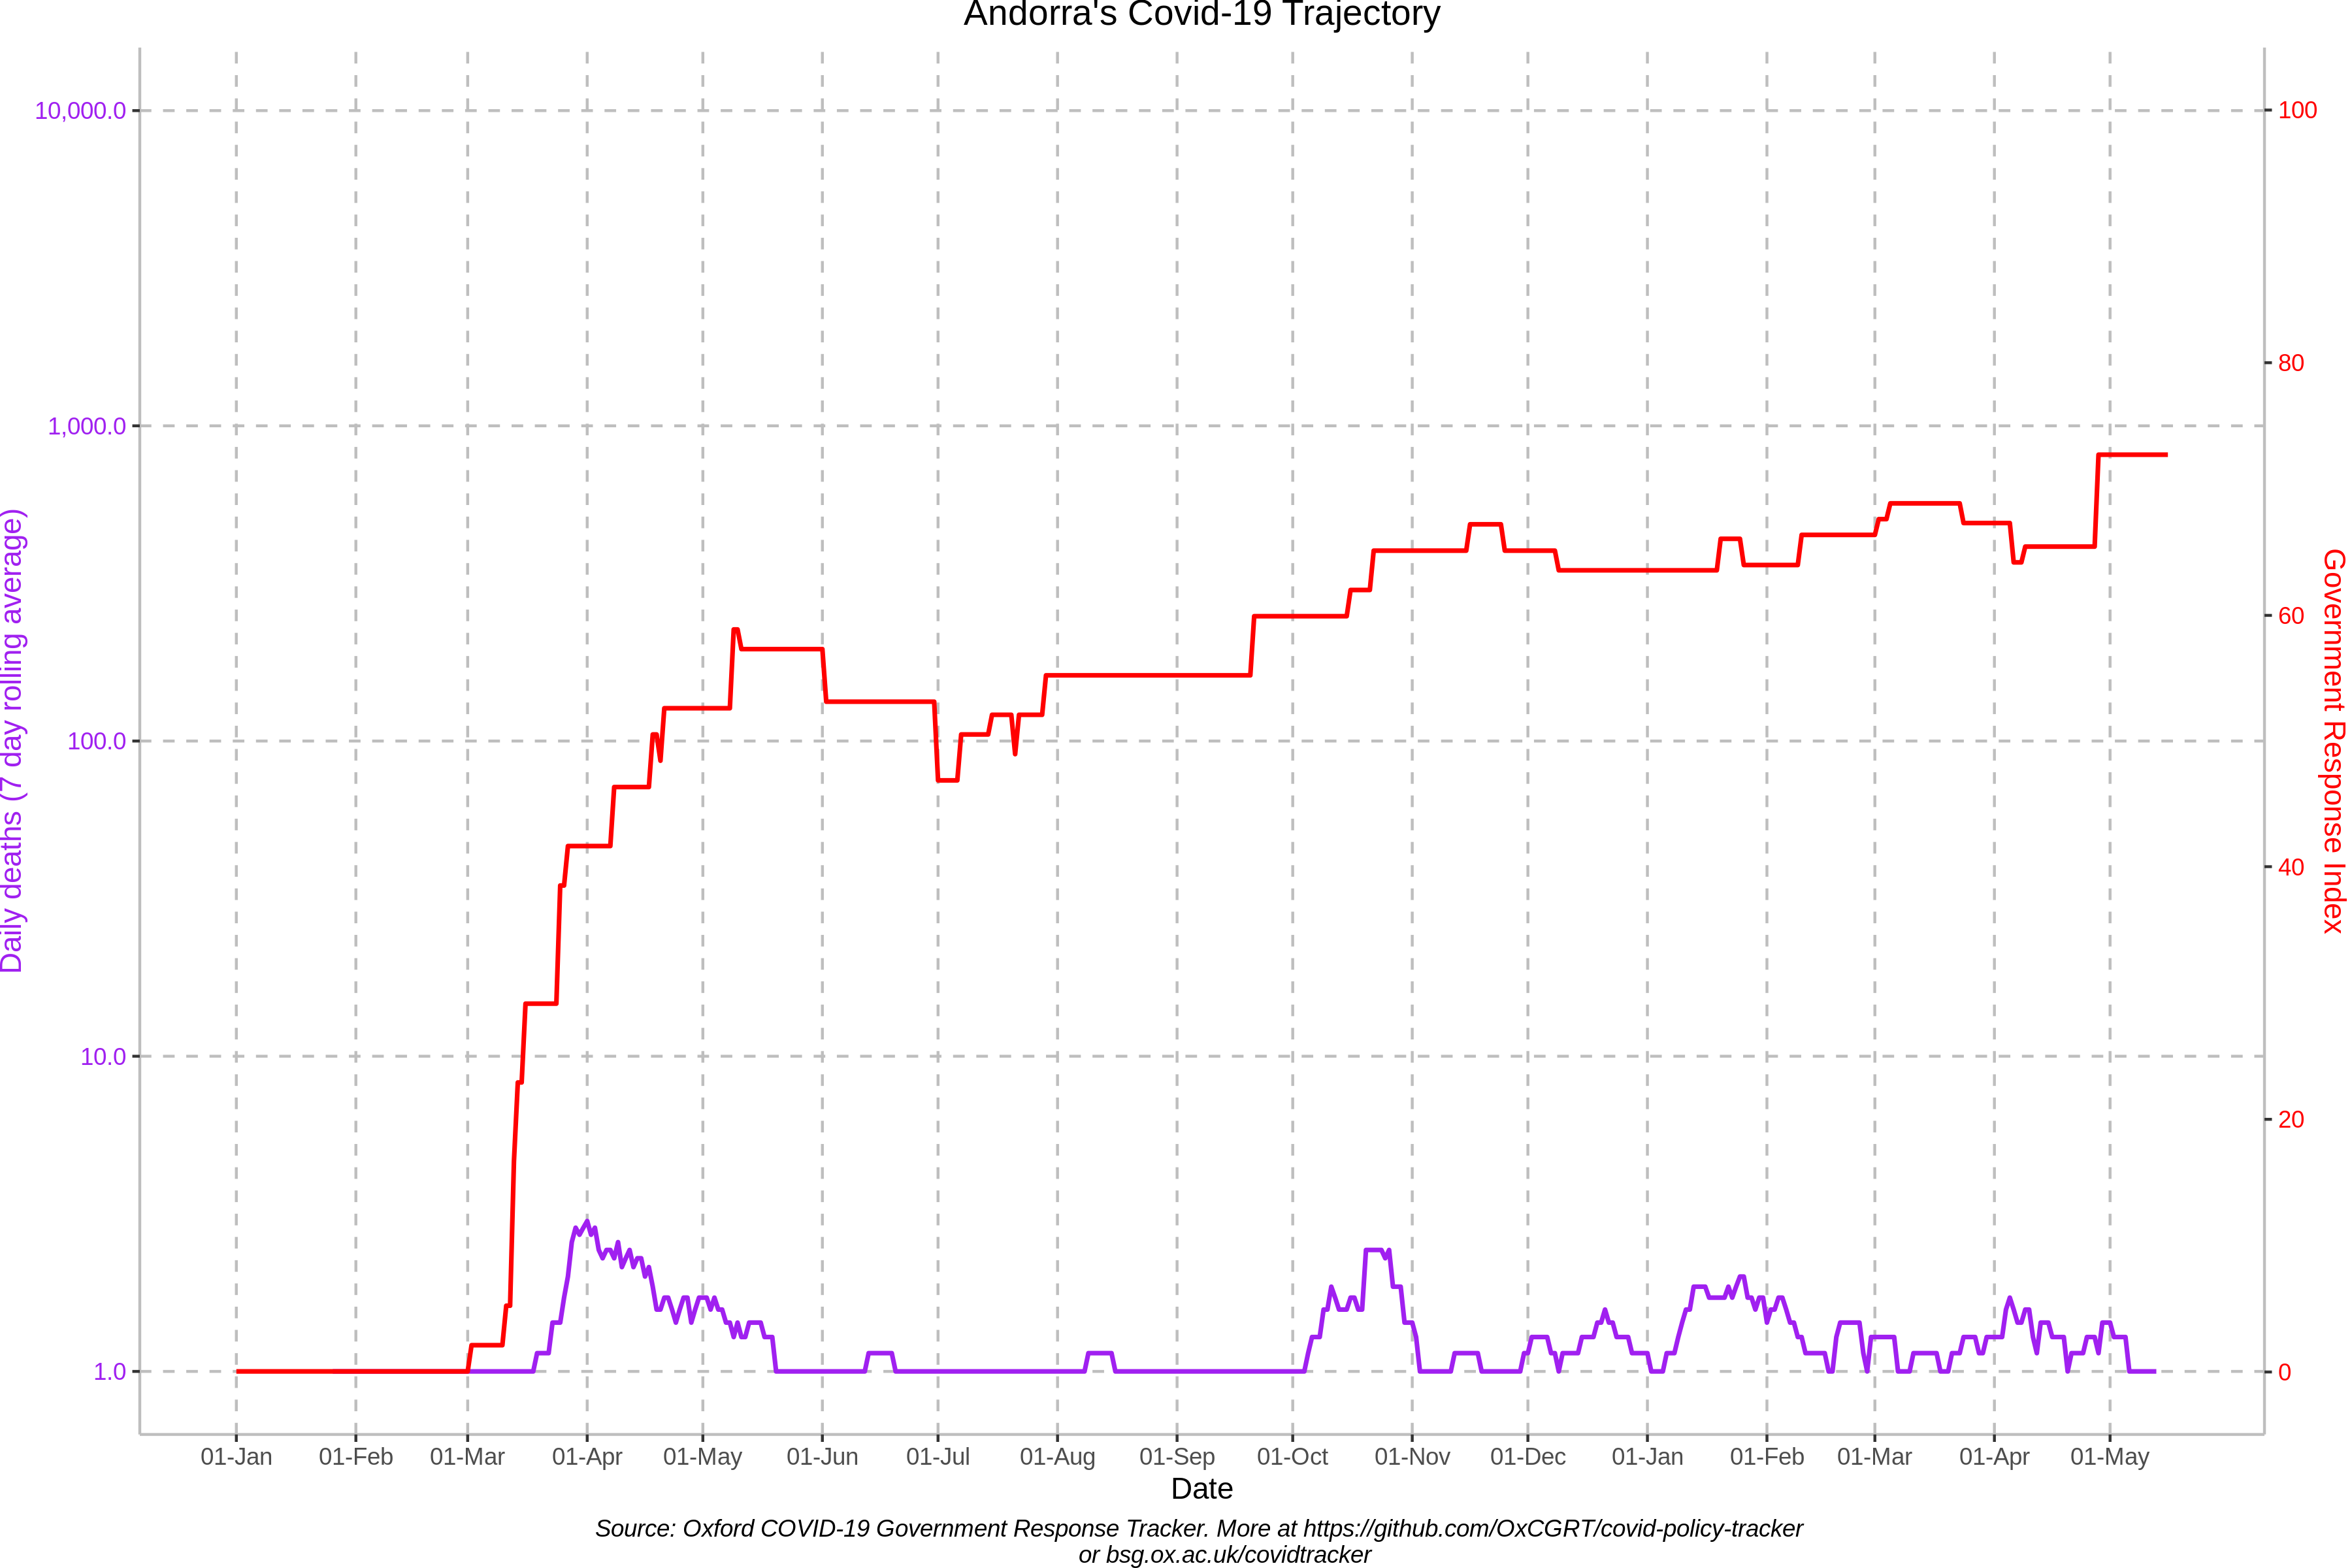 Andorra's Covid-19 Trajectory
10,000.0
1,000.0
100.0
10.0
1.0
Daily deaths (7 day rolling average)
100
80
60
40
20
0
Government Response Index
01-Jan 01-Feb 01-Mar 01-Apr 01-May 01-Jun 01-Jul 01-Aug 01-Sep 01-Oct 01-Nov 01-Dec 01-Jan 01-Feb 01-Mar 01-Apr 01-May
Date
Source: Oxford COVID-19 Government Response Tracker. More at https://github.com/OxCGRT/covid-policy-tracker
or bsg.ox.ac.uk/covidtracker